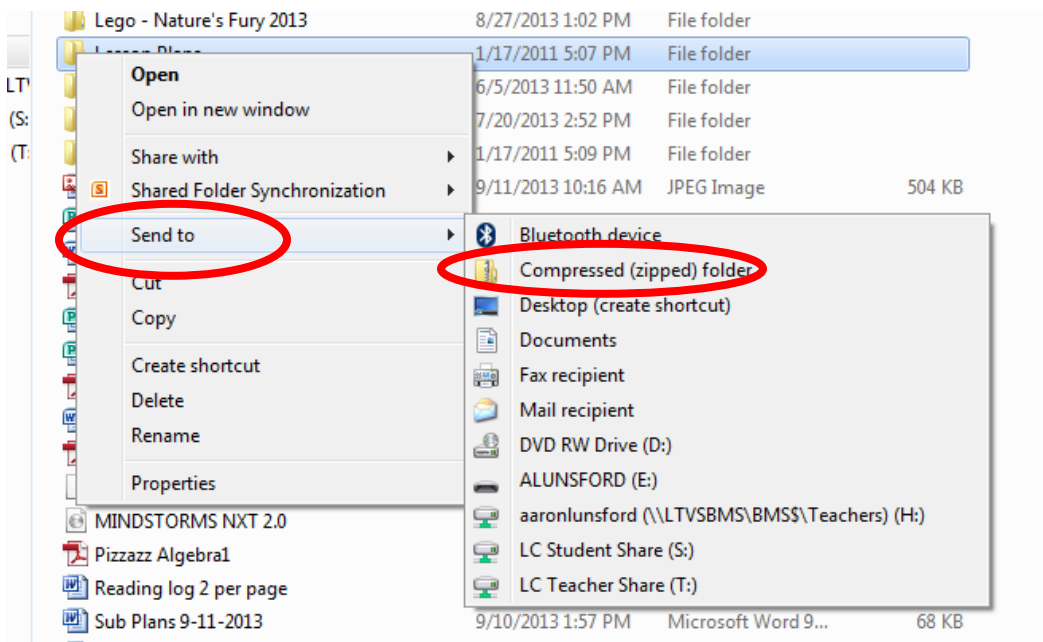 Lego - Nature's Fury 2013 8/27/2013 1:02 PM File folder
Lesson Plans 1/17/2011 5:07 PM File folder
Open
LTV 6/5/2013 11:50 AM File folder
Open in new window
(S: 7/20/2013 2:52 PM File folder
(T: Share with 1/17/2011 5:09 PM File folder
Shared Folder Synchronization 9/11/2013 10:16 AM JPEG Image 504 KB
Send to
Cut
Copy
Create shortcut
Delete
Rename
Properties
Bluetooth device
Compressed (zipped) folder
Desktop (create shortcut)
Documents
Fax recipient
Mail recipient
DVD RW Drive (D:)
ALUNSFORD (E:)
aaronlunsford (\\LTVSBMS\BMS$\Teachers) (H:)
LC Student Share (S:)
LC Teacher Share (T:)
MINDSTORMS NXT 2.0
Pizzazz Algebra1
Reading log 2 per page
Sub Plans 9-11-2013 9/10/2013 1:57 PM Microsoft Word 9... 68 KB